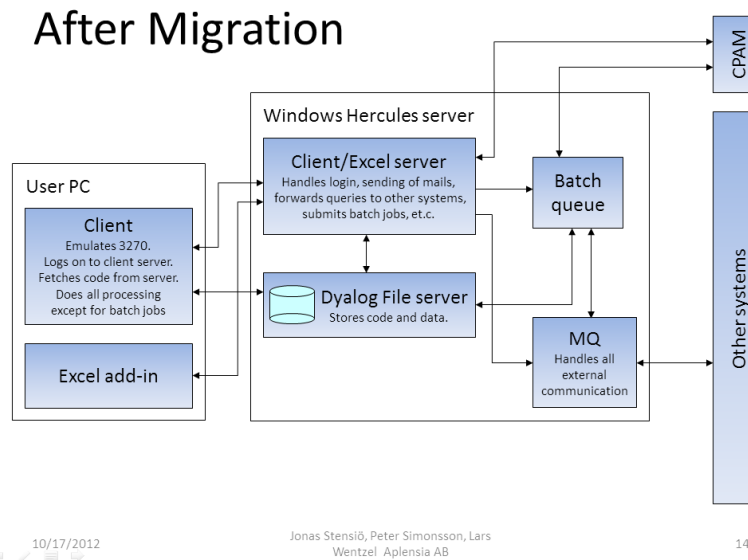 After Migration
CPAM
Windows Hercules server
Client/Excel server
Handles login, sending of mails,
forwards queries to other systems,
submits batch jobs, et.c.
Batch
queue
User PC
Client
Emulates 3270.
Logs on to client server.
Fetches code from server.
Does all processing
except for batch jobs
Dyalog File server
Stores code and data.
Other systems
MQ
Handles all
external
communication
Excel add-in
10/17/2012
Jonas Stensiö, Peter Simonsson, Lars
Wentzel Aplensia AB
14